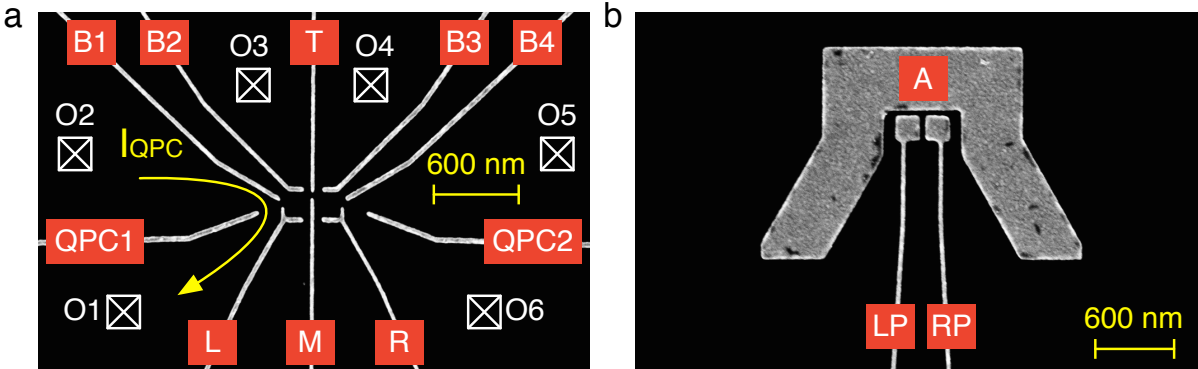 a
B1
B2
O3
T
O4
B3
B4
O2
O5
IQPC
600 nm
QPC1
QPC2
O1
O6
L
M
R
b
A
LP
RP
600 nm